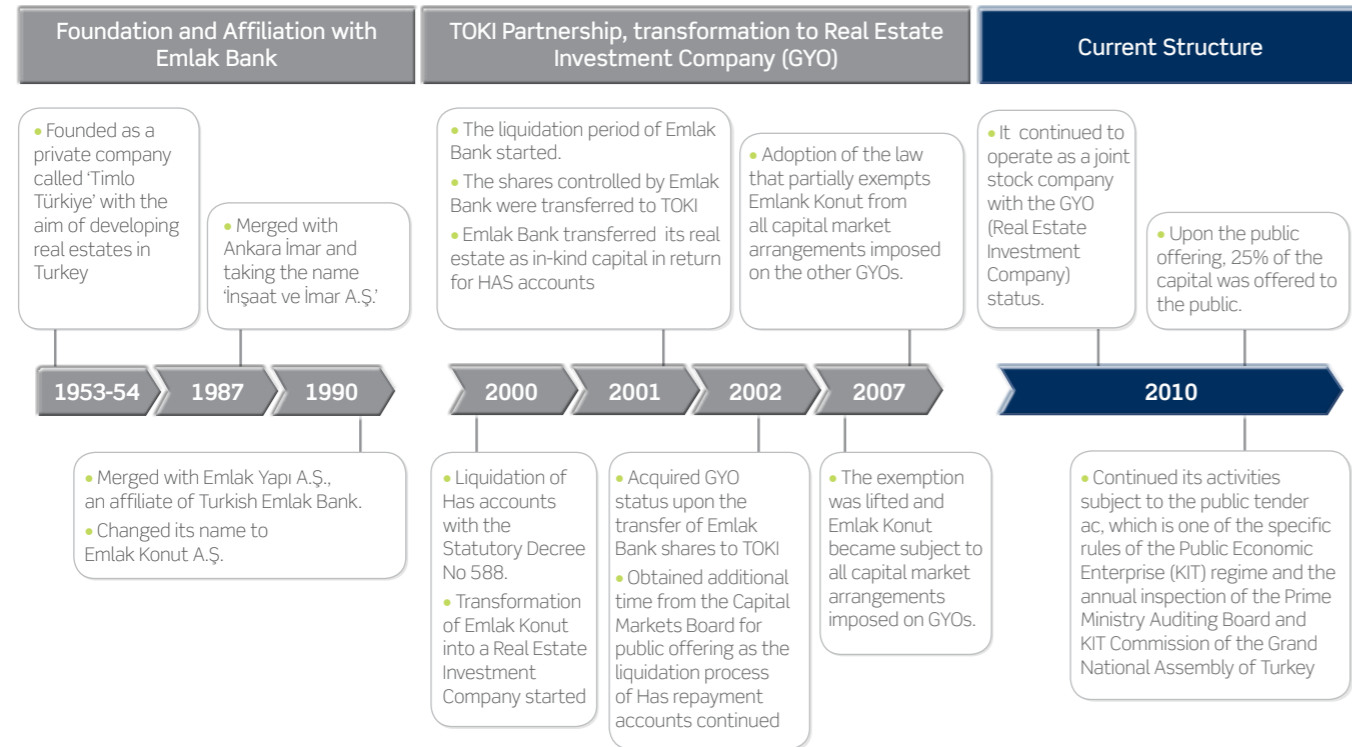 Foundation and Affiliation with
Emlak Bank
TOKI Partnership, transformation to Real Estate
Investment Company (GYO)
Current Structure
• Founded as a
private company
called ‘Timlo
Türkiye’ with the
aim of developing
real estates in
Turkey
• Merged with
Ankara İmar and
taking the name
‘İnşaat ve İmar A.Ş.’
• The liquidation period of Emlak
Bank started.
• The shares controlled by Emlak
Bank were transferred to TOKI
• Emlak Bank transferred its real
estate as in-kind capital in return
for HAS accounts
• Adoption of the law
that partially exempts
Emlank Konut from
all capital market
arrangements imposed
on the other GYOs.
• It continued to
operate as a joint
stock company
with the GYO
(Real Estate
Investment
Company)
status.
• Upon the public
offering, 25% of the
capital was offered to
the public.
1953-54
1987
1990
2000
2001
2002
2007
2010
• Merged with Emlak Yapı A.Ş.,
an affiliate of Turkish Emlak Bank.
• Changed its name to
Emlak Konut A.Ş.
• Liquidation of
Has accounts
with the
Statutory Decree
No 588.
• Transformation
of Emlak Konut
into a Real Estate
Investment
Company started
• Acquired GYO
status upon the
transfer of Emlak
Bank shares to TOKI
• Obtained additional
time from the Capital
Markets Board for
public offering as the
liquidation process
of Has repayment
accounts continued
• The exemption
was lifted and
Emlak Konut
became subject to
all capital market
arrangements
imposed on GYOs.
• Continued its activities
subject to the public tender
ac, which is one of the specific
rules of the Public Economic
Enterprise (KIT) regime and the
annual inspection of the Prime
Ministry Auditing Board and
KIT Commission of the Grand
National Assembly of Turkey